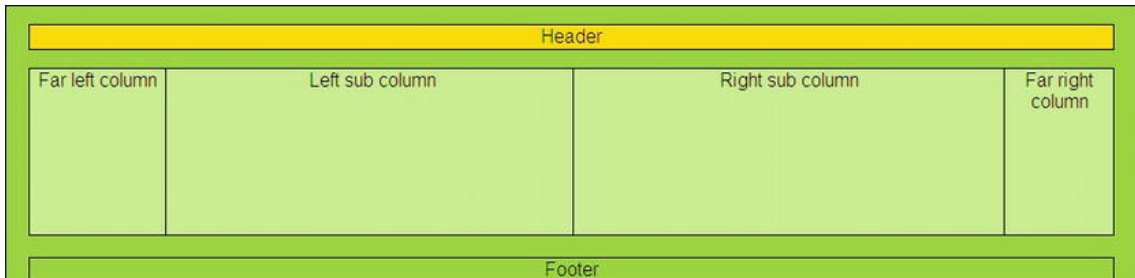 Header
Far left column
Left sub column
Right sub column
Far right
column
Footer